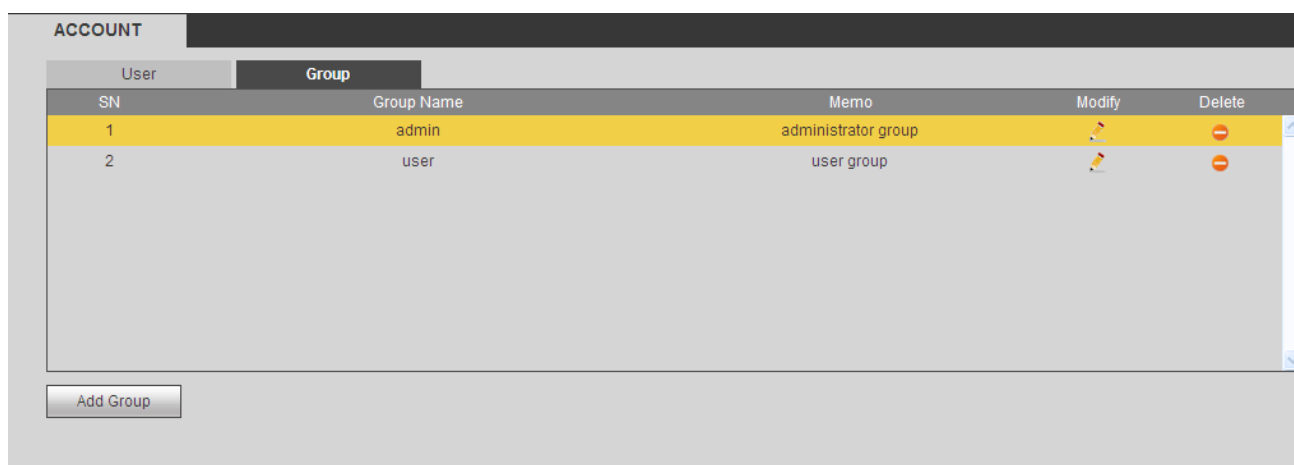 ACCOUNT
User Group
SN Group Name Memo Modify Delete
1 admin administrator group
2 user user group
Add Group